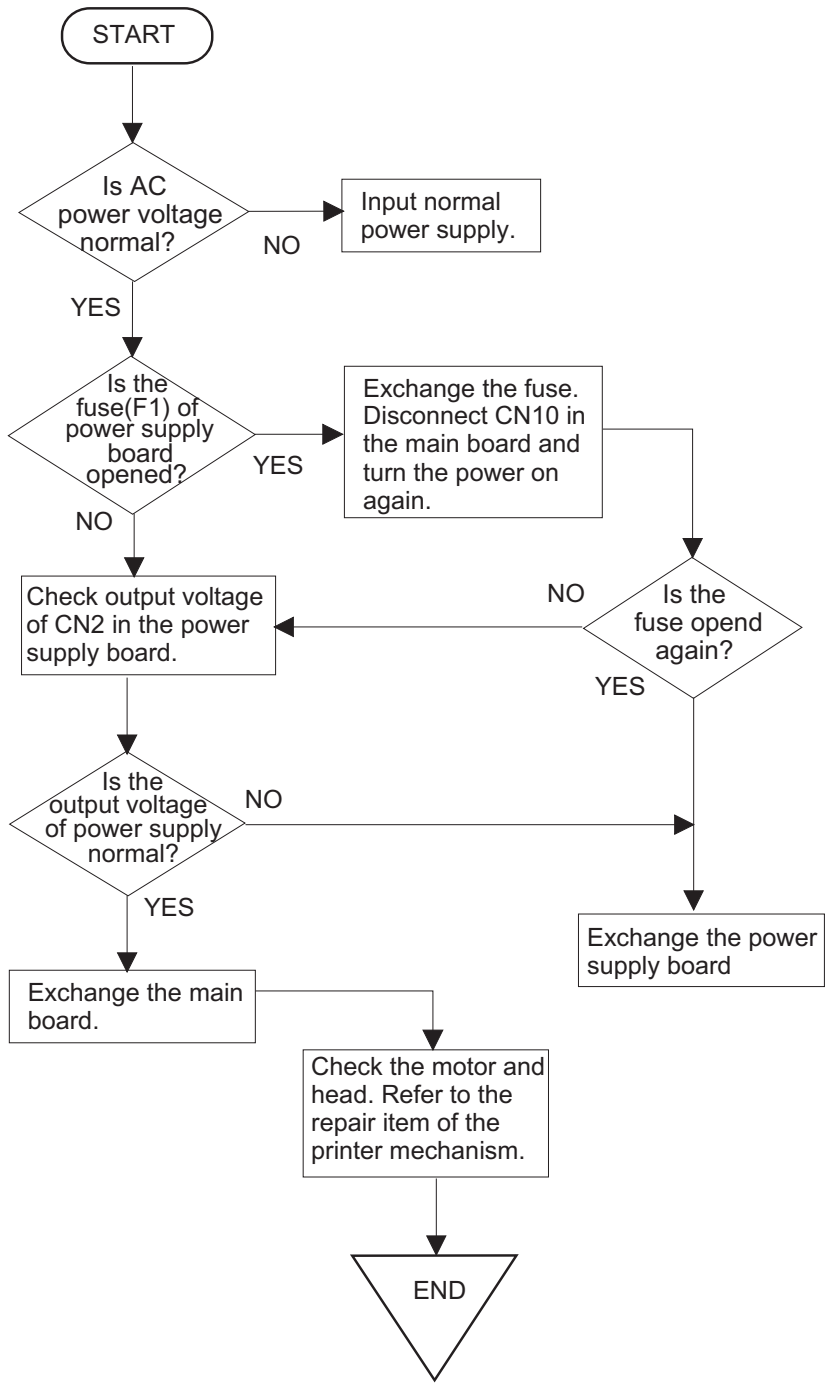 START
Is AC
power voltage
normal?
NO
Input normal
power supply.
YES
Is the
fuse(F1) of
power supply
board
opened?
YES
Exchange the fuse.
Disconnect CN10 in
the main board and
turn the power on
again.
NO
Check output voltage
of CN2 in the power
supply board.
NO
Is the
fuse opend
again?
YES
Is the
output voltage
of power supply
normal?
NO
YES
Exchange the power
supply board
Exchange the main
board.
Check the motor and
head. Refer to the
repair item of the
printer mechanism.
END